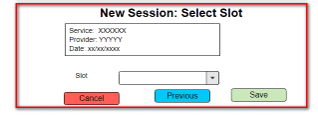 New Session: Select Slot
Service: XXXXXX
Provider: YYYYY
Date: xx/xx/xxxx
Slot
Cancel Previous Save